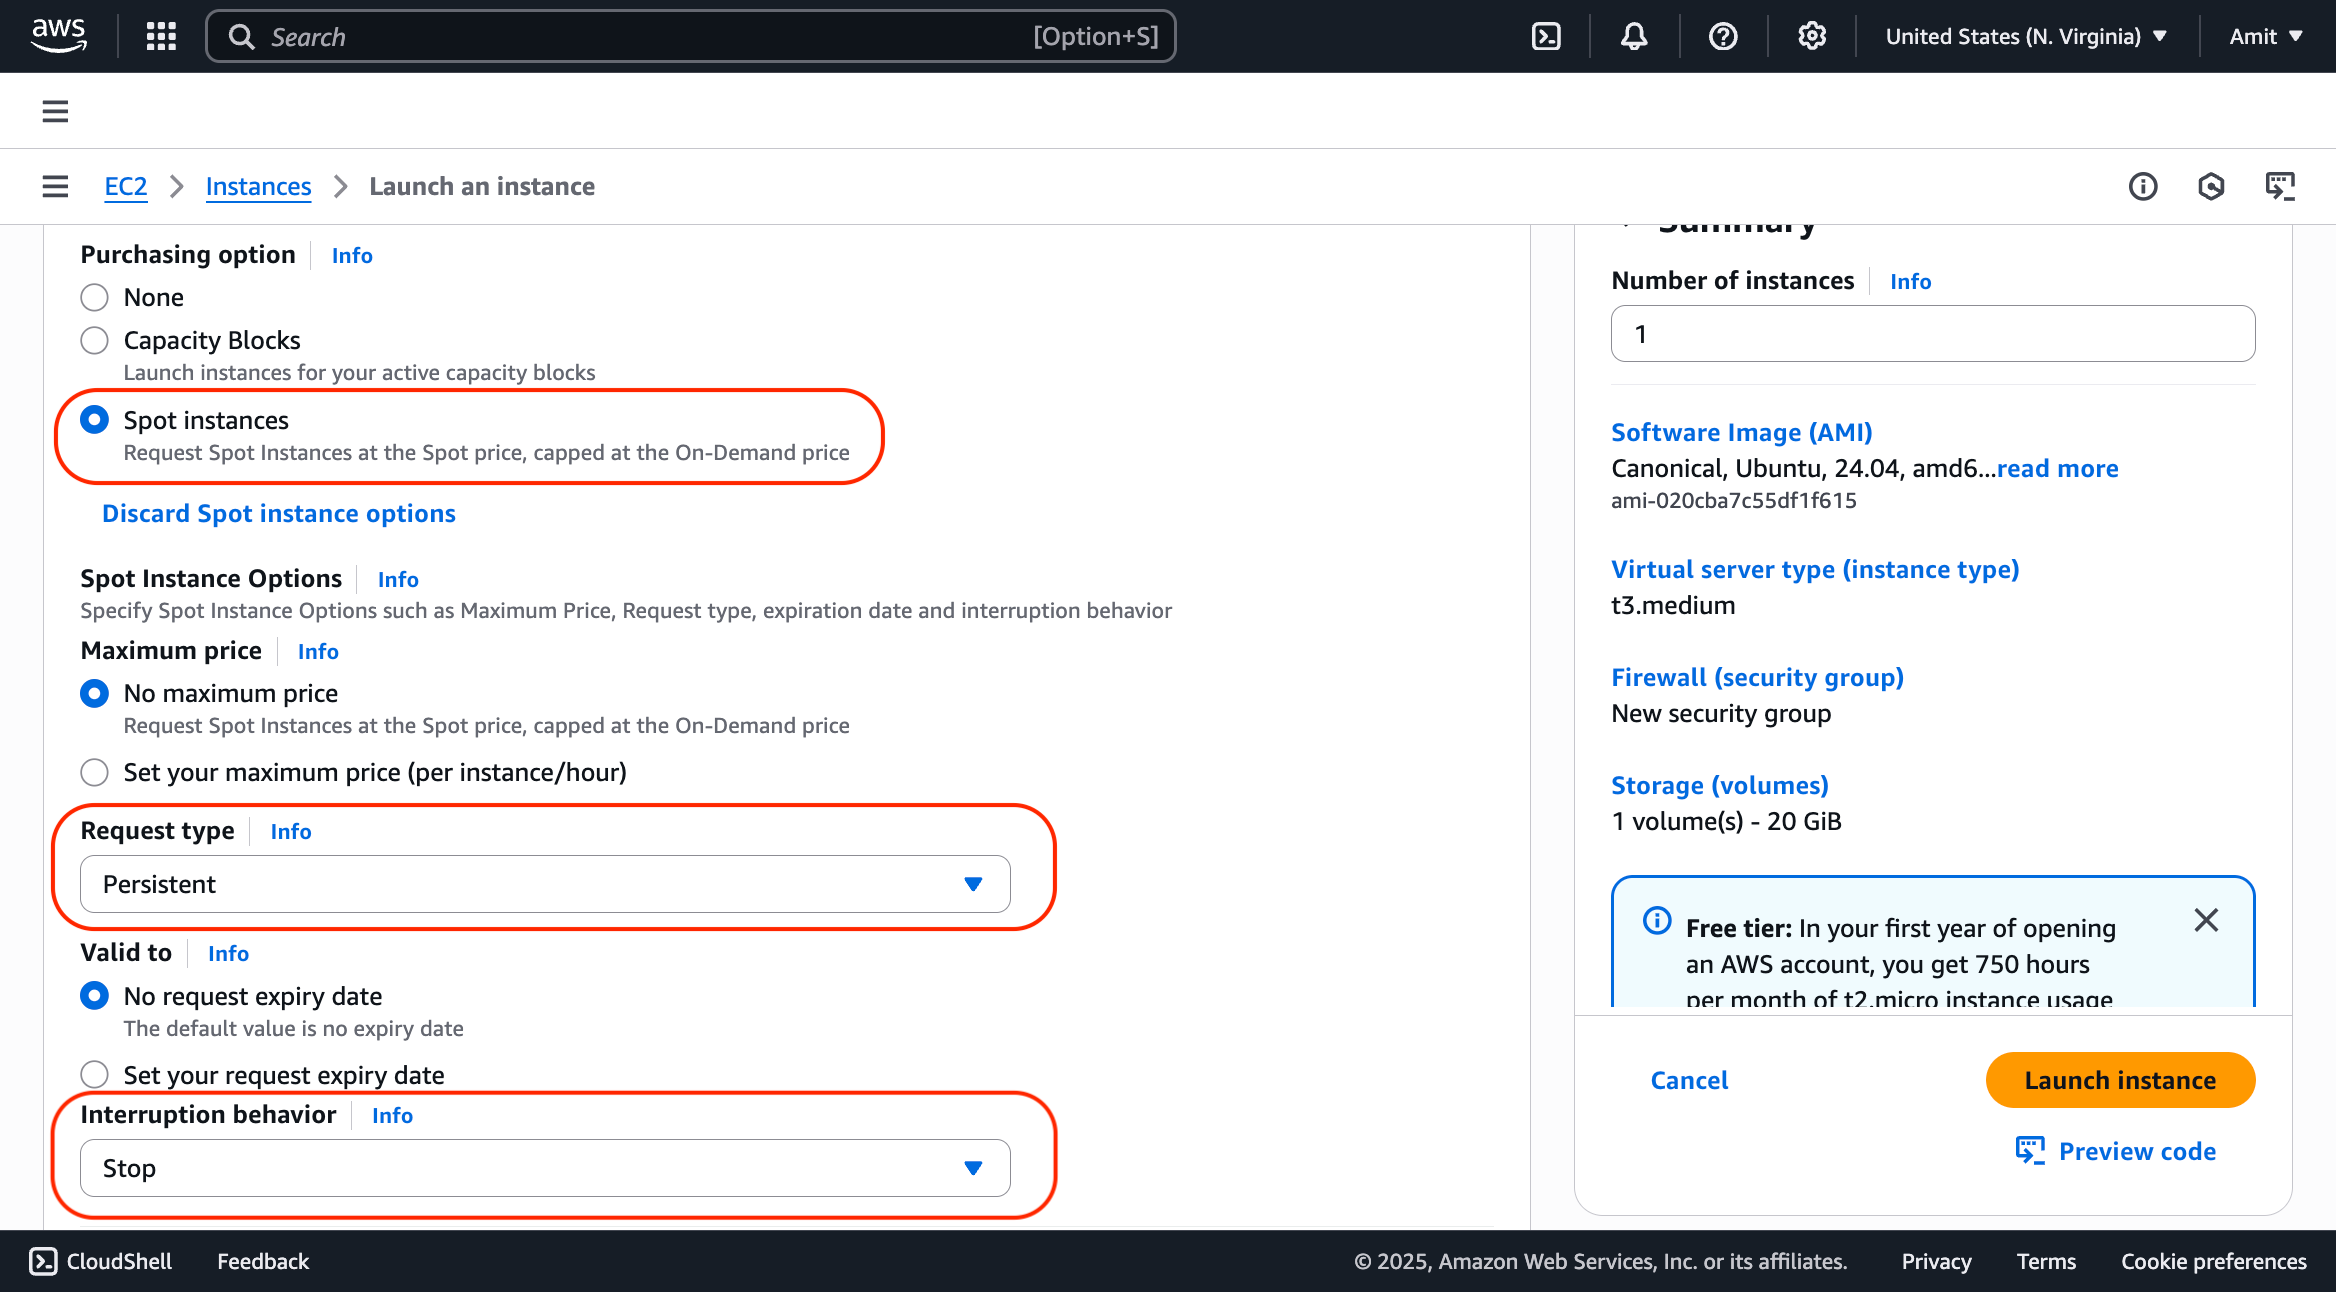 aws
Search
[Option+S]
United States (N. Virginia)
Amit
EC2
Instances
Launch an instance
Purchasing option
Info
None
Capacity Blocks
Launch instances for your active capacity blocks
Spot instances
Request Spot Instances at the Spot price, capped at the On-Demand price
Discard Spot instance options
Spot Instance Options
Info
Specify Spot Instance Options such as Maximum Price, Request type, expiration date and interruption behavior
Maximum price
Info
No maximum price
Request Spot Instances at the Spot price, capped at the On-Demand price
Set your maximum price (per instance/hour)
Request type
Info
Persistent
Valid to
Info
No request expiry date
The default value is no expiry date
Set your request expiry date
Interruption behavior
Info
Stop
Summary
Number of instances
Info
1
Software Image (AMI)
Canonical, Ubuntu, 24.04, amd6...read more
ami-020cba7c55df1f615
Virtual server type (instance type)
t3.medium
Firewall (security group)
New security group
Storage (volumes)
1 volume(s) - 20 GiB
Free tier: In your first year of opening
an AWS account, you get 750 hours
per month of t2.micro instance usage
Cancel
Launch instance
Preview code
CloudShell
Feedback
© 2025, Amazon Web Services, Inc. or its affiliates.
Privacy
Terms
Cookie preferences